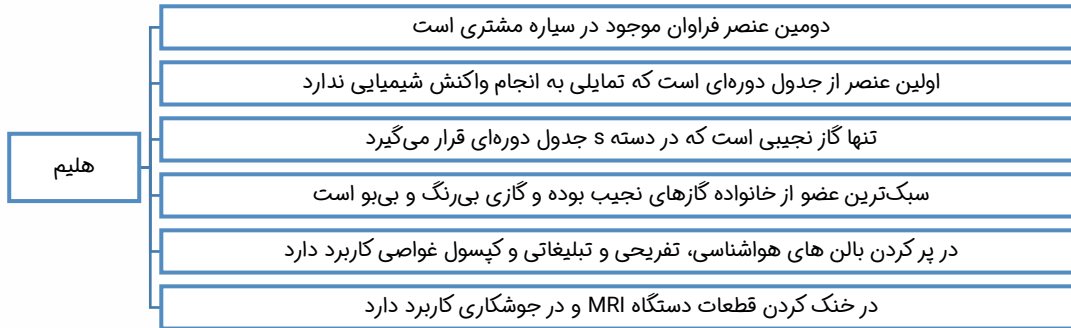 هلیم
دومین عنصر فراوان موجود در سیاره مشتری است
اولین عنصر از جدول دوره‌ای است که تمایلی به انجام واکنش شیمیایی ندارد
تنها گاز نجیبی است که در دسته s جدول دوره‌ای قرار می‌گیرد
سبک‌ترین عضو از خانواده گازهای نجیب بوده و گازی بی‌رنگ و بی‌بو است
در پر کردن بالن های هواشناسی، تفریحی و تبلیغاتی و کپسول غواصی کاربرد دارد
در خنک کردن قطعات دستگاه MRI و در جوشکاری کاربرد دارد